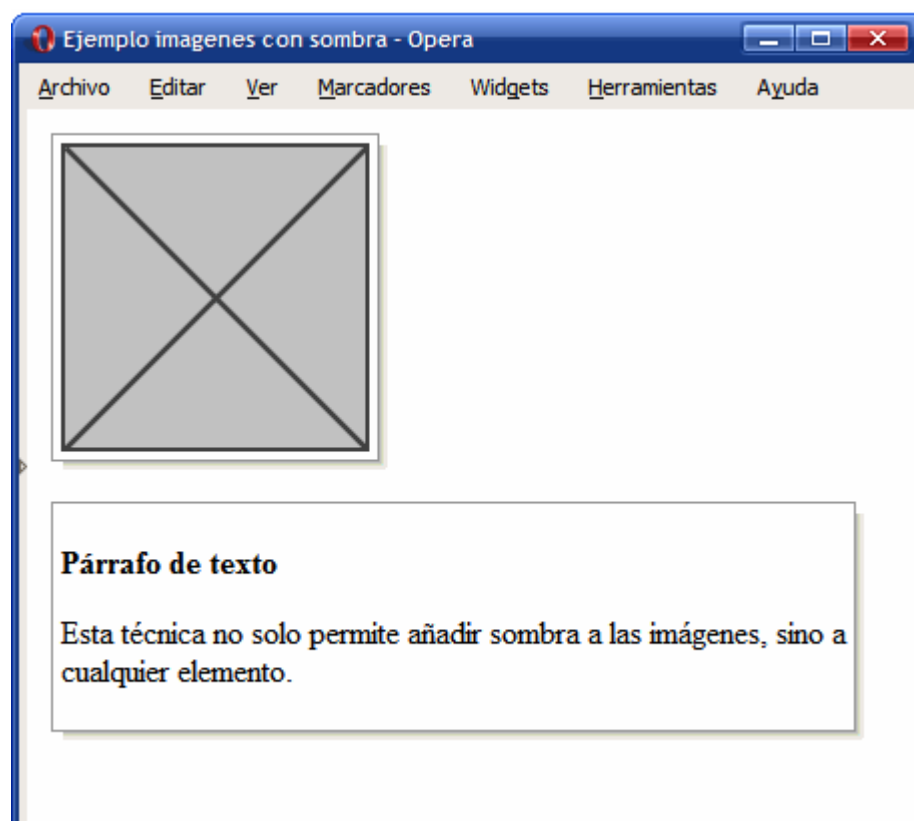 Ejemplo imagenes con sombra - Opera
Archivo Editar Ver Marcadores Widgets Herramientas Ayuda
Párrafo de texto
Esta técnica no solo permite añadir sombra a las imágenes, sino a
cualquier elemento.